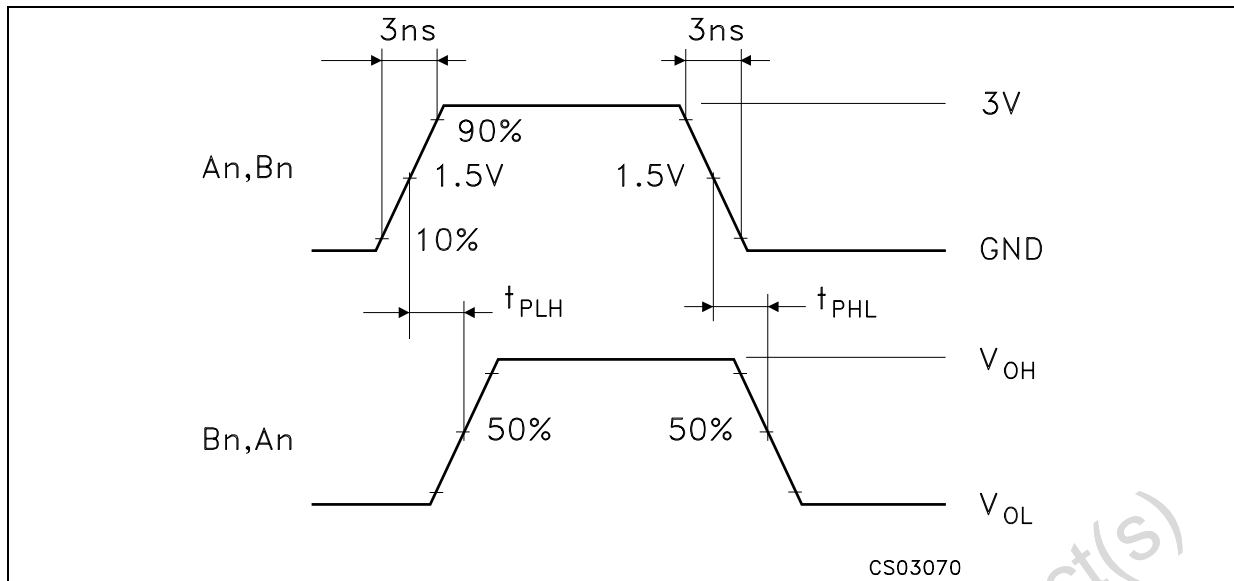 3ns 3ns
3V
90%
An,Bn 1.5V 1.5V
10% GND
tPLH tPHL
VOH
50% 50%
Bn,An
VOL
CS03070
ct(s)